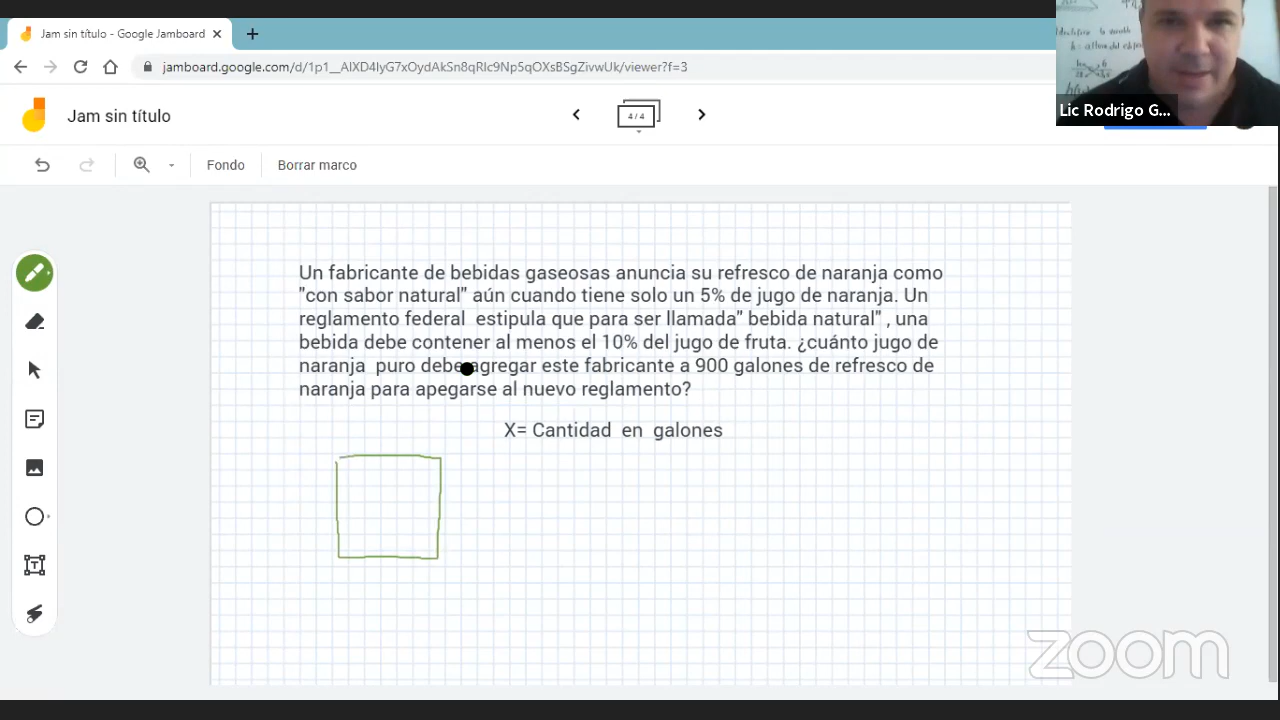 Jam sin título - Google Jamboard
jamboard.google.com/d/1p1__AlXD4lyG7xOydAkSn8qRlc9Np5qOXsBSgZivwUk/viewer?f=3
Jam sin título
4 / 4
Lic Rodrigo G...
Fondo
Borrar marco
Un fabricante de bebidas gaseosas anuncia su refresco de naranja como
"con sabor natural" aún cuando tiene solo un 5% de jugo de naranja. Un
reglamento federal estipula que para ser llamada" bebida natural" , una
bebida debe contener al menos el 10% del jugo de fruta. ¿cuánto jugo de
naranja puro debe agregar este fabricante a 900 galones de refresco de
naranja para apegarse al nuevo reglamento?
X= Cantidad en galones
zoom